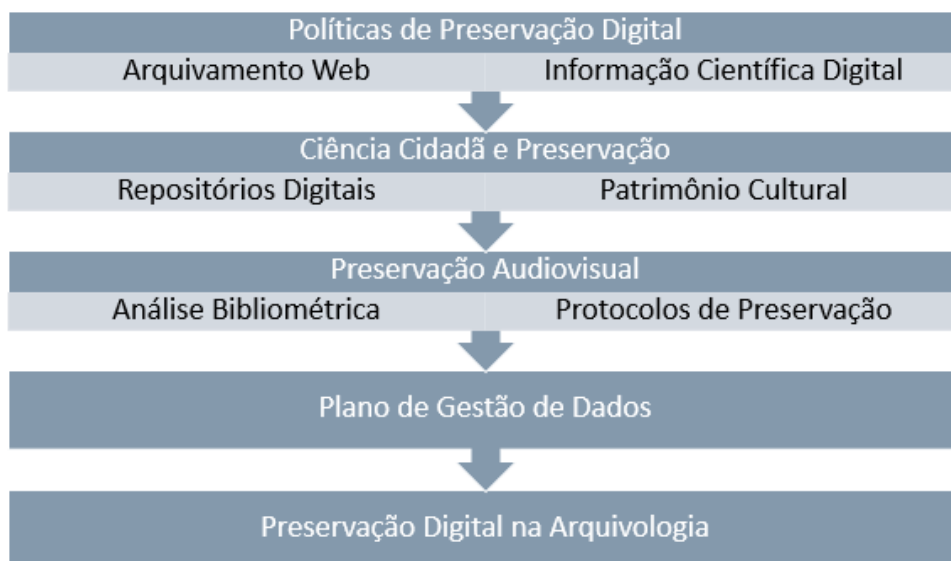 Políticas de Preservação Digital
Arquivamento Web
Informação Científica Digital
Ciência Cidadã e Preservação
Repositórios Digitais
Patrimônio Cultural
Preservação Audiovisual
Análise Bibliométrica
Protocolos de Preservação
Plano de Gestão de Dados
Preservação Digital na Arquivologia